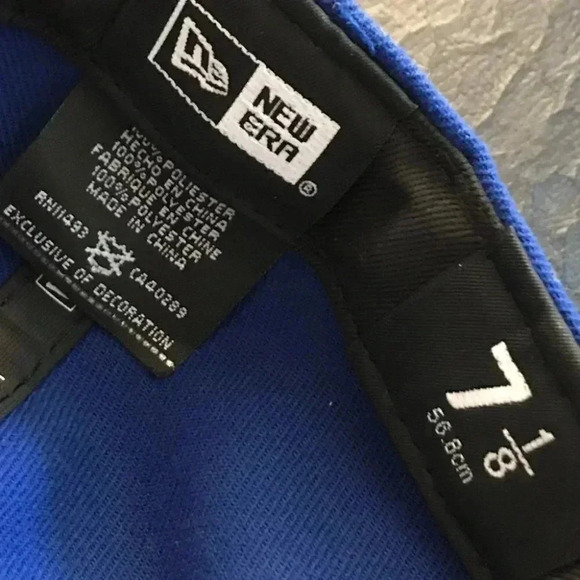 NEW
ERA
®
100% POLIESTER
HECHO EN CHINA
100% POLYESTER
FABRIQUE EN CHINE
100% POLYESTER
MADE IN CHINA
RN11493 CA40289
EXCLUSIVE OF DECORATION
7 1/8
56.8cm